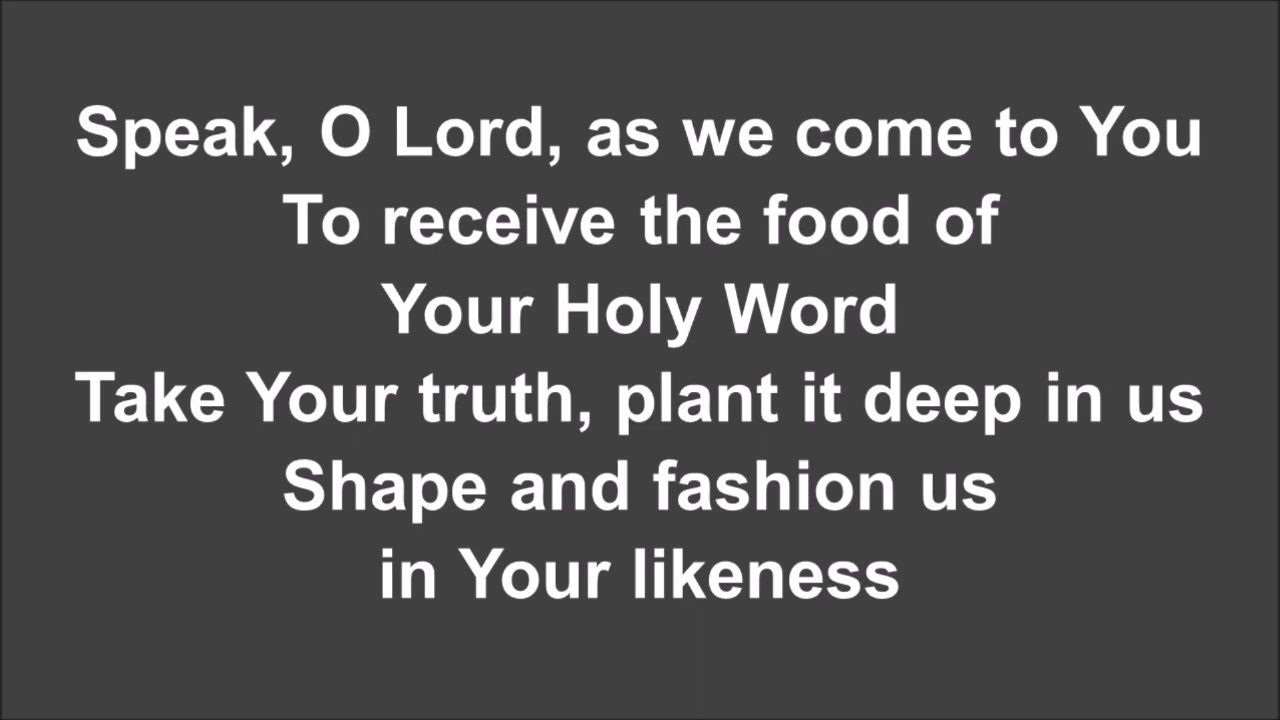 Speak, O Lord, as we come to You
To receive the food of
Your Holy Word
Take Your truth, plant it deep in us
Shape and fashion us
in Your likeness